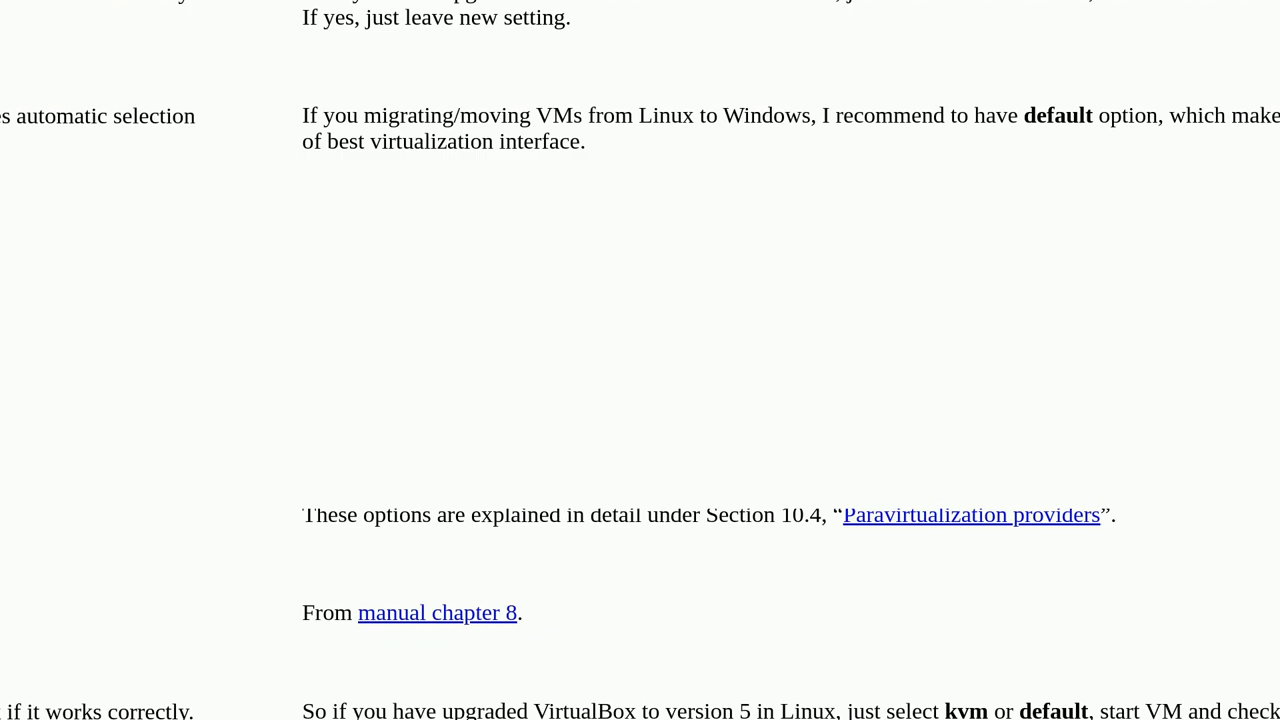 If yes, just leave new setting.
es automatic selection
If you migrating/moving VMs from Linux to Windows, I recommend to have default option, which make
of best virtualization interface.
These options are explained in detail under Section 10.4, “Paravirtualization providers”.
From manual chapter 8.
if it works correctly.
So if you have upgraded VirtualBox to version 5 in Linux, just select kvm or default, start VM and check